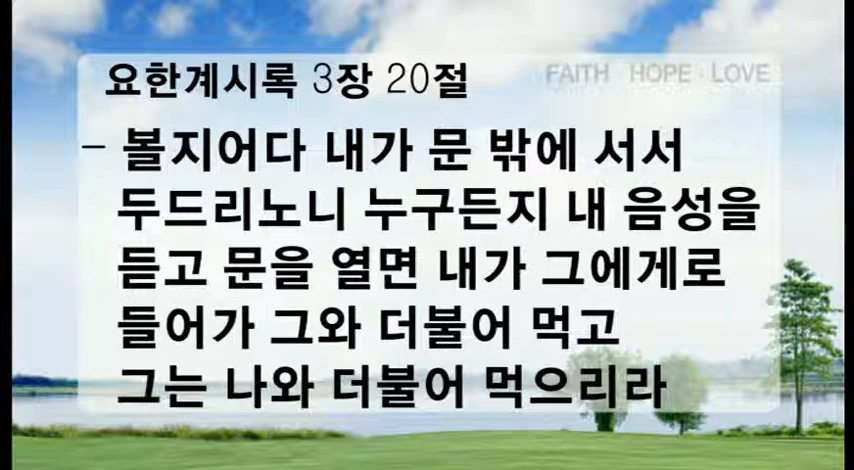 요한계시록 3장 20절
FAITH · HOPE · LOVE
- 볼지어다 내가 문 밖에 서서
두드리노니 누구든지 내 음성을
듣고 문을 열면 내가 그에게로
들어가 그와 더불어 먹고
그는 나와 더불어 먹으리라